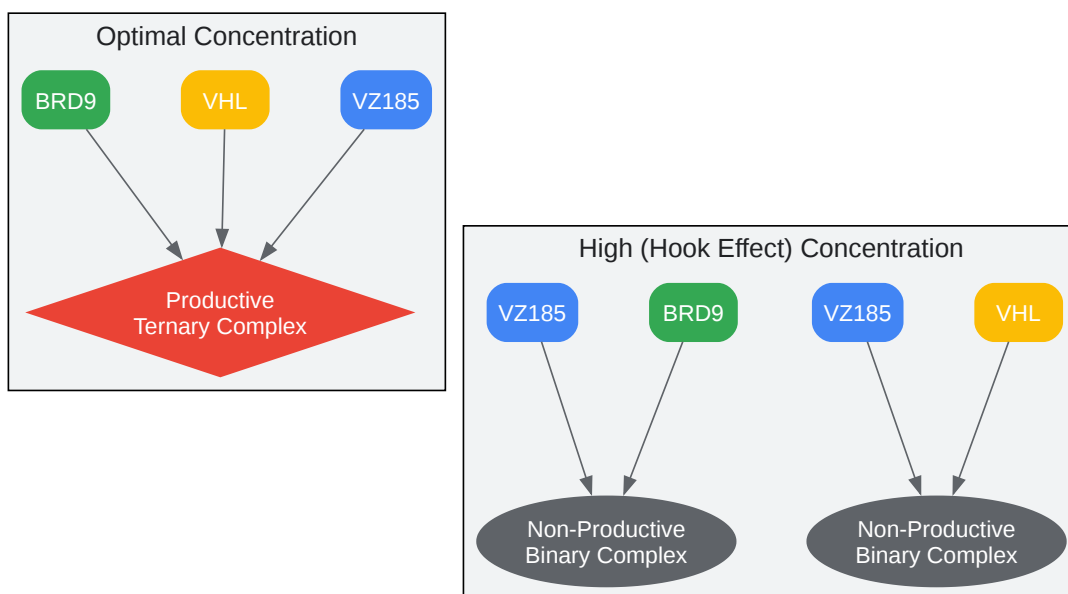 Optimal Concentration
BRD9
VHL
VZ185
Productive
Ternary Complex
High (Hook Effect) Concentration
VZ185
BRD9
VZ185
VHL
Non-Productive
Binary Complex
Non-Productive
Binary Complex